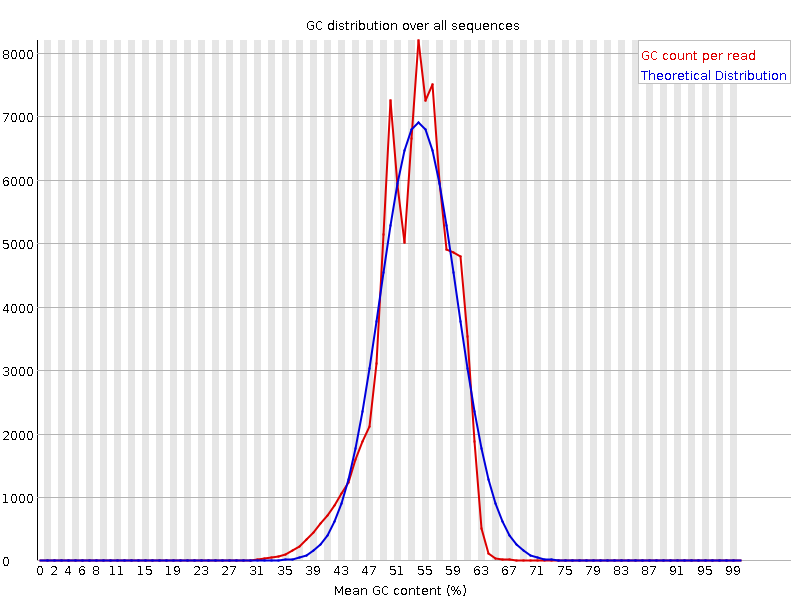 GC distribution over all sequences
GC count per read
Theoretical Distribution
8000
7000
6000
5000
4000
3000
2000
1000
0
0 2 4 6 8 11 15 19 23 27 31 35 39 43 47 51 55 59 63 67 71 75 79 83 87 91 95 99
Mean GC content (%)